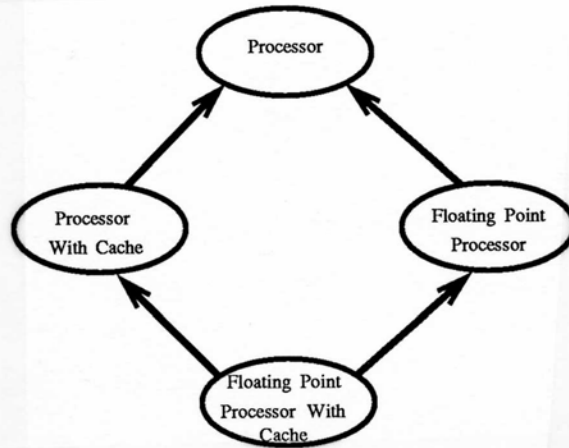 Processor
Processor
With Cache
Floating Point
Processor
Floating Point
Processor With
Cache